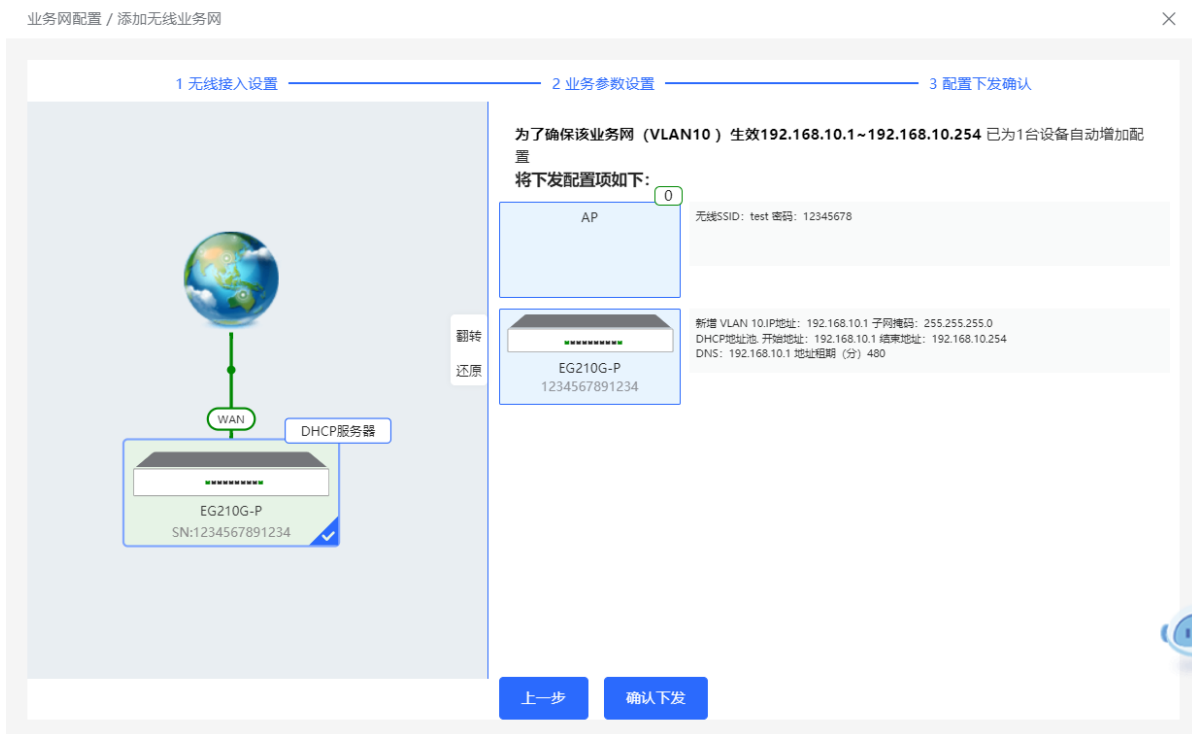 业务网配置 / 添加无线业务网
1 无线接入设置
2 业务参数设置
3 配置下发确认
为了确保该业务网（VLAN10 ）生效192.168.10.1~192.168.10.254 已为1台设备自动增加配
置
将下发配置项如下：
0
AP
无线SSID：test 密码：12345678
翻转
还原
新增 VLAN 10.IP地址：192.168.10.1 子网掩码：255.255.255.0
DHCP地址池. 开始地址：192.168.10.1 结束地址：192.168.10.254
DNS：192.168.10.1 地址租期（分）480
EG210G-P
1234567891234
WAN
DHCP服务器
EG210G-P
SN:1234567891234
上一步
确认下发